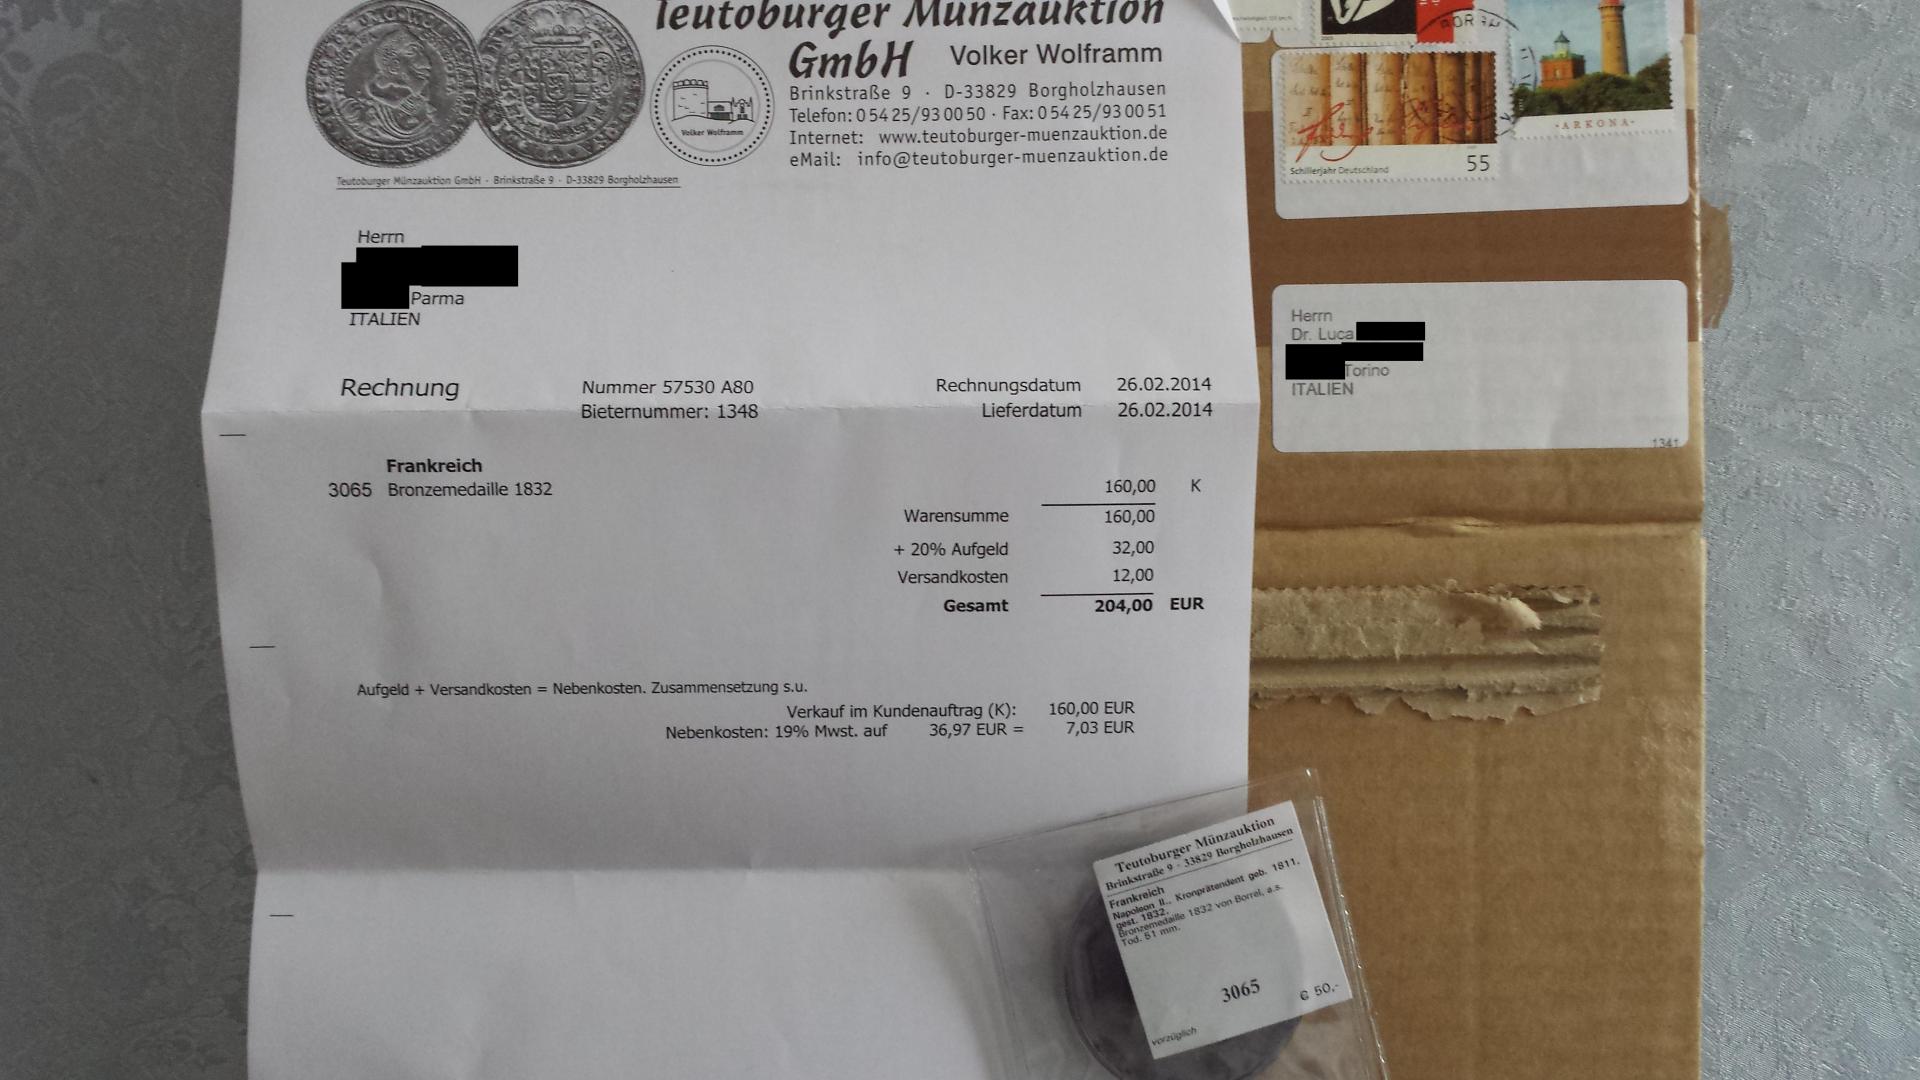 Teutoburger Münzauktion
GmbH Volker Wolframm
Brinkstraße 9 · D-33829 Borgholzhausen
Telefon: 0 54 25/93 00 50 · Fax: 0 54 25/93 00 51
Internet: www.teutoburger-muenzauktion.de
eMail: info@teutoburger-muenzauktion.de
Volker Wolframm
Teutoburger Münzauktion GmbH · Brinkstraße 9 · D-33829 Borgholzhausen
Herrn
Parma
ITALIEN
Rechnung Nummer 57530 A80 Rechnungsdatum 26.02.2014
Bieternummer: 1348 Lieferdatum 26.02.2014
Frankreich
3065 Bronzemedaille 1832 160,00 K
Warensumme 160,00
+ 20% Aufgeld 32,00
Versandkosten 12,00
Gesamt 204,00 EUR
Aufgeld + Versandkosten = Nebenkosten. Zusammensetzung s.u.
Verkauf im Kundenauftrag (K): 160,00 EUR
Nebenkosten: 19% Mwst. auf 36,97 EUR = 7,03 EUR
Schillerjahr Deutschland 55
·ARKONA·
Herrn
Dr. Luca
Torino
ITALIEN
1341
Teutoburger Münzauktion
Brinkstraße 9 · 33829 Borgholzhausen
Frankreich
Napoleon II., Kronprätendent geb. 1811,
gest. 1832.
Bronzemedaille 1832 von Borrel, a.s.
Tod. 51 mm.
3065
€ 50,-
vorzüglich